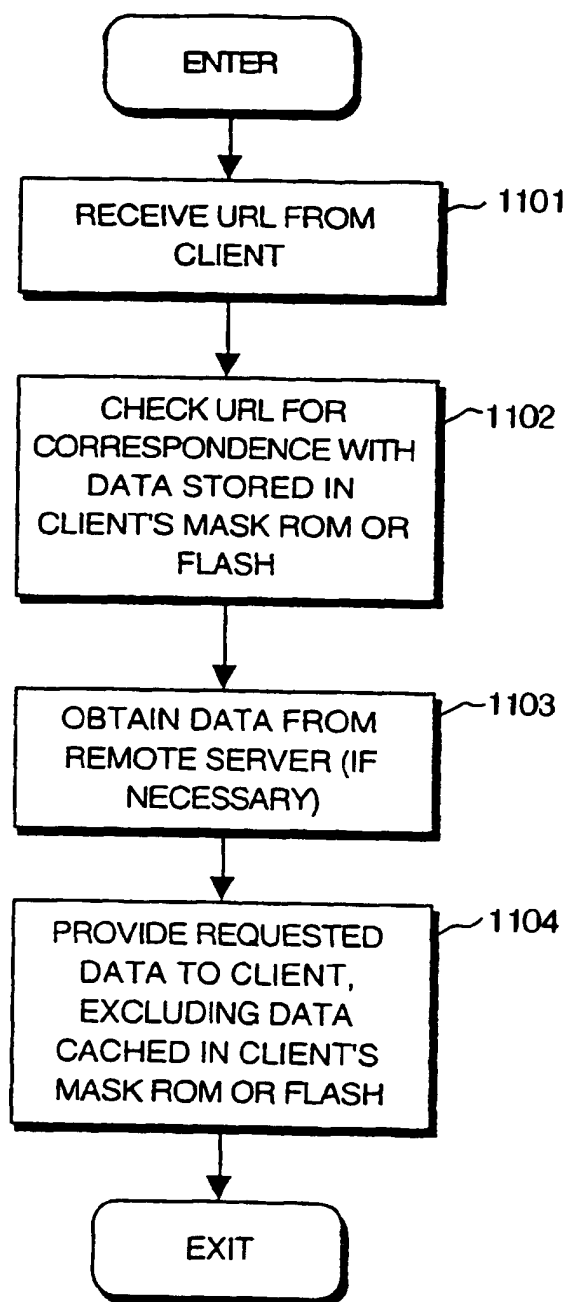 ENTER
RECEIVE URL FROM
CLIENT
1101
CHECK URL FOR
CORRESPONDENCE WITH
DATA STORED IN
CLIENT'S MASK ROM OR
FLASH
1102
OBTAIN DATA FROM
REMOTE SERVER (IF
NECESSARY)
1103
PROVIDE REQUESTED
DATA TO CLIENT,
EXCLUDING DATA
CACHED IN CLIENT'S
MASK ROM OR FLASH
1104
EXIT